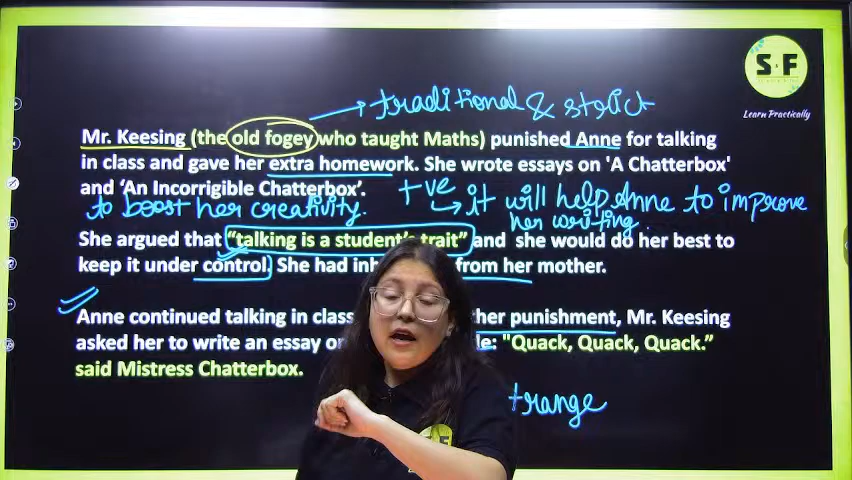 S F
Learn Practically
traditional & strict
Mr. Keesing (the old fogey who taught Maths) punished Anne for talking
in class and gave her extra homework. She wrote essays on 'A Chatterbox'
and ‘An Incorrigible Chatterbox’.
+ve it will help Anne to improve
her writing.
to boost her creativity.
She argued that “talking is a student’s trait” and she would do her best to
keep it under control. She had from her mother.
Anne continued talking in class her punishment, Mr. Keesing
asked her to write an essay "Quack, Quack, Quack.”
said Mistress Chatterbox.